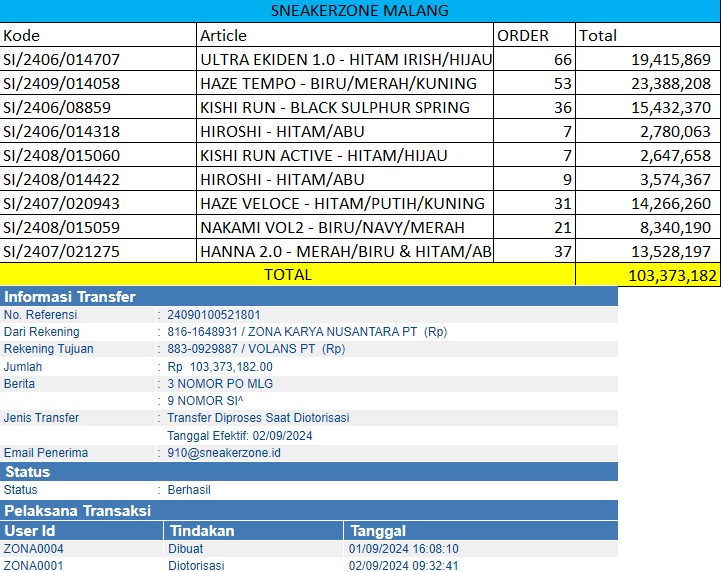 SNEAKERZONE MALANG
Kode Article ORDER Total
SI/2406/014707 ULTRA EKIDEN 1.0 - HITAM IRISH/HIJAU 66 19,415,869
SI/2409/014058 HAZE TEMPO - BIRU/MERAH/KUNING 53 23,388,208
SI/2406/08859 KISHI RUN - BLACK SULPHUR SPRING 36 15,432,370
SI/2406/014318 HIROSHI - HITAM/ABU 7 2,780,063
SI/2408/015060 KISHI RUN ACTIVE - HITAM/HIJAU 7 2,647,658
SI/2408/014422 HIROSHI - HITAM/ABU 9 3,574,367
SI/2407/020943 HAZE VELOCE - HITAM/PUTIH/KUNING 31 14,266,260
SI/2408/015059 NAKAMI VOL2 - BIRU/NAVY/MERAH 21 8,340,190
SI/2407/021275 HANNA 2.0 - MERAH/BIRU & HITAM/AB 37 13,528,197
TOTAL 103,373,182
Informasi Transfer
No. Referensi : 24090100521801
Dari Rekening : 816-1648931 / ZONA KARYA NUSANTARA PT (Rp)
Rekening Tujuan : 883-0929887 / VOLANS PT (Rp)
Jumlah : Rp 103,373,182.00
Berita : 3 NOMOR PO MLG
: 9 NOMOR SI^
Jenis Transfer : Transfer Diproses Saat Diotorisasi
Tanggal Efektif: 02/09/2024
Email Penerima : 910@sneakerzone.id
Status
Status : Berhasil
Pelaksana Transaksi
User Id Tindakan Tanggal
ZONA0004 Dibuat 01/09/2024 16:08:10
ZONA0001 Diotorisasi 02/09/2024 09:32:41